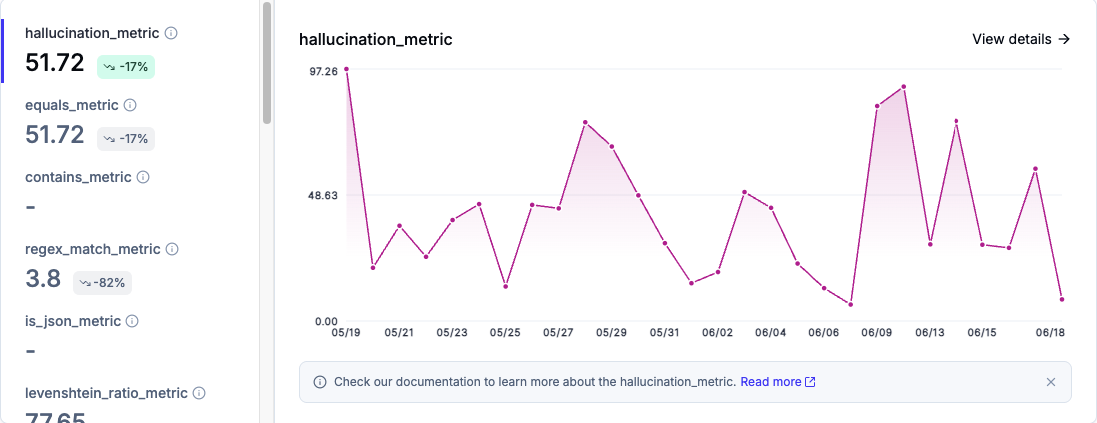 hallucination_metric
51.72 -17%
equals_metric
51.72 -17%
contains_metric
-
regex_match_metric
3.8 -82%
is_json_metric
-
levenshtein_ratio_metric
77.65
hallucination_metric
View details →
97.26
48.63
0.00
05/19 05/21 05/23 05/25 05/27 05/29 05/31 06/02 06/04 06/06 06/09 06/13 06/15 06/18
Check our documentation to learn more about the hallucination_metric. Read more